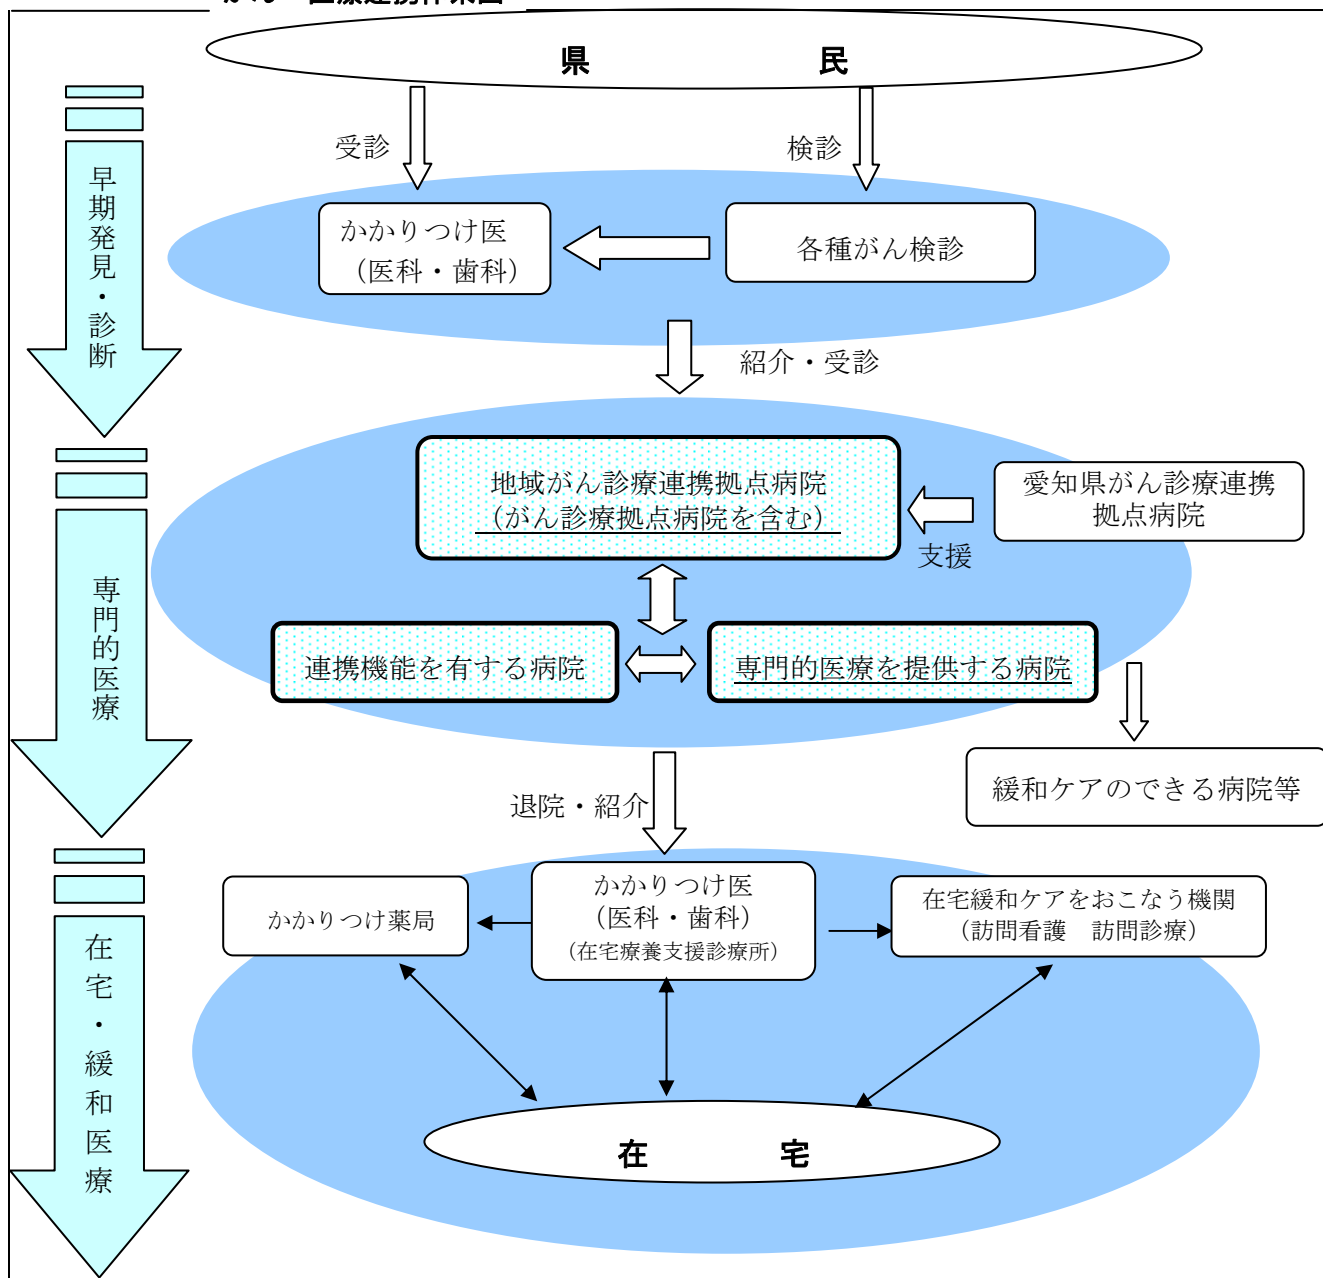 県 民
受診
検診
早期発見・診断
かかりつけ医
（医科・歯科）
各種がん検診
紹介・受診
専門的医療
地域がん診療連携拠点病院
（がん診療拠点病院を含む）
愛知県がん診療連携
拠点病院
支援
連携機能を有する病院
専門的医療を提供する病院
緩和ケアのできる病院等
退院・紹介
在宅・緩和医療
かかりつけ薬局
かかりつけ医
（医科・歯科）
（在宅療養支援診療所）
在宅緩和ケアをおこなう機関
（訪問看護　訪問診療）
在 宅